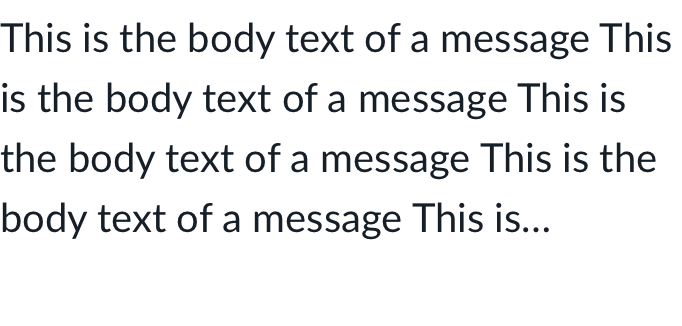 This is the body text of a message This
is the body text of a message This is
the body text of a message This is the
body text of a message This is...